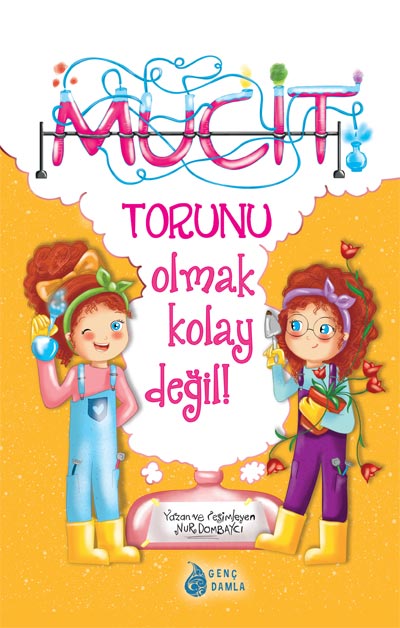 MUCİT
TORUNU
olmak
kolay
değil!
Yazan ve resimleyen
NUR DOMBAYCI
GENÇ
DAMLA